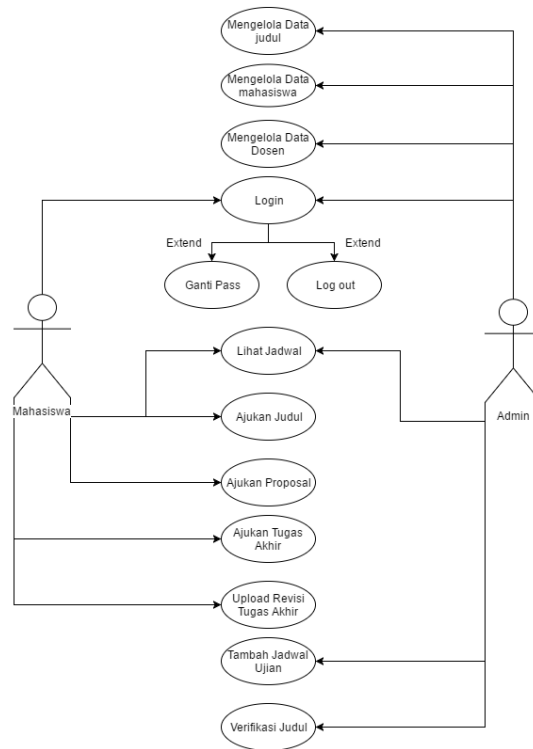 Mengelola Data
judul
Mengelola Data
mahasiswa
Mengelola Data
Dosen
Login
Extend
Extend
Ganti Pass
Log out
Lihat Jadwal
Mahasiswa
Ajukan Judul
Admin
Ajukan Proposal
Ajukan Tugas
Akhir
Upload Revisi
Tugas Akhir
Tambah Jadwal
Ujian
Verifikasi Judul